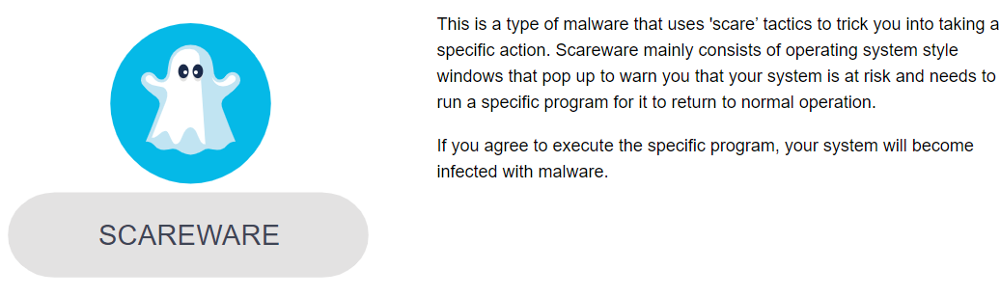 This is a type of malware that uses 'scare’ tactics to trick you into taking a
specific action. Scareware mainly consists of operating system style
windows that pop up to warn you that your system is at risk and needs to
run a specific program for it to return to normal operation.
If you agree to execute the specific program, your system will become
infected with malware.
SCAREWARE